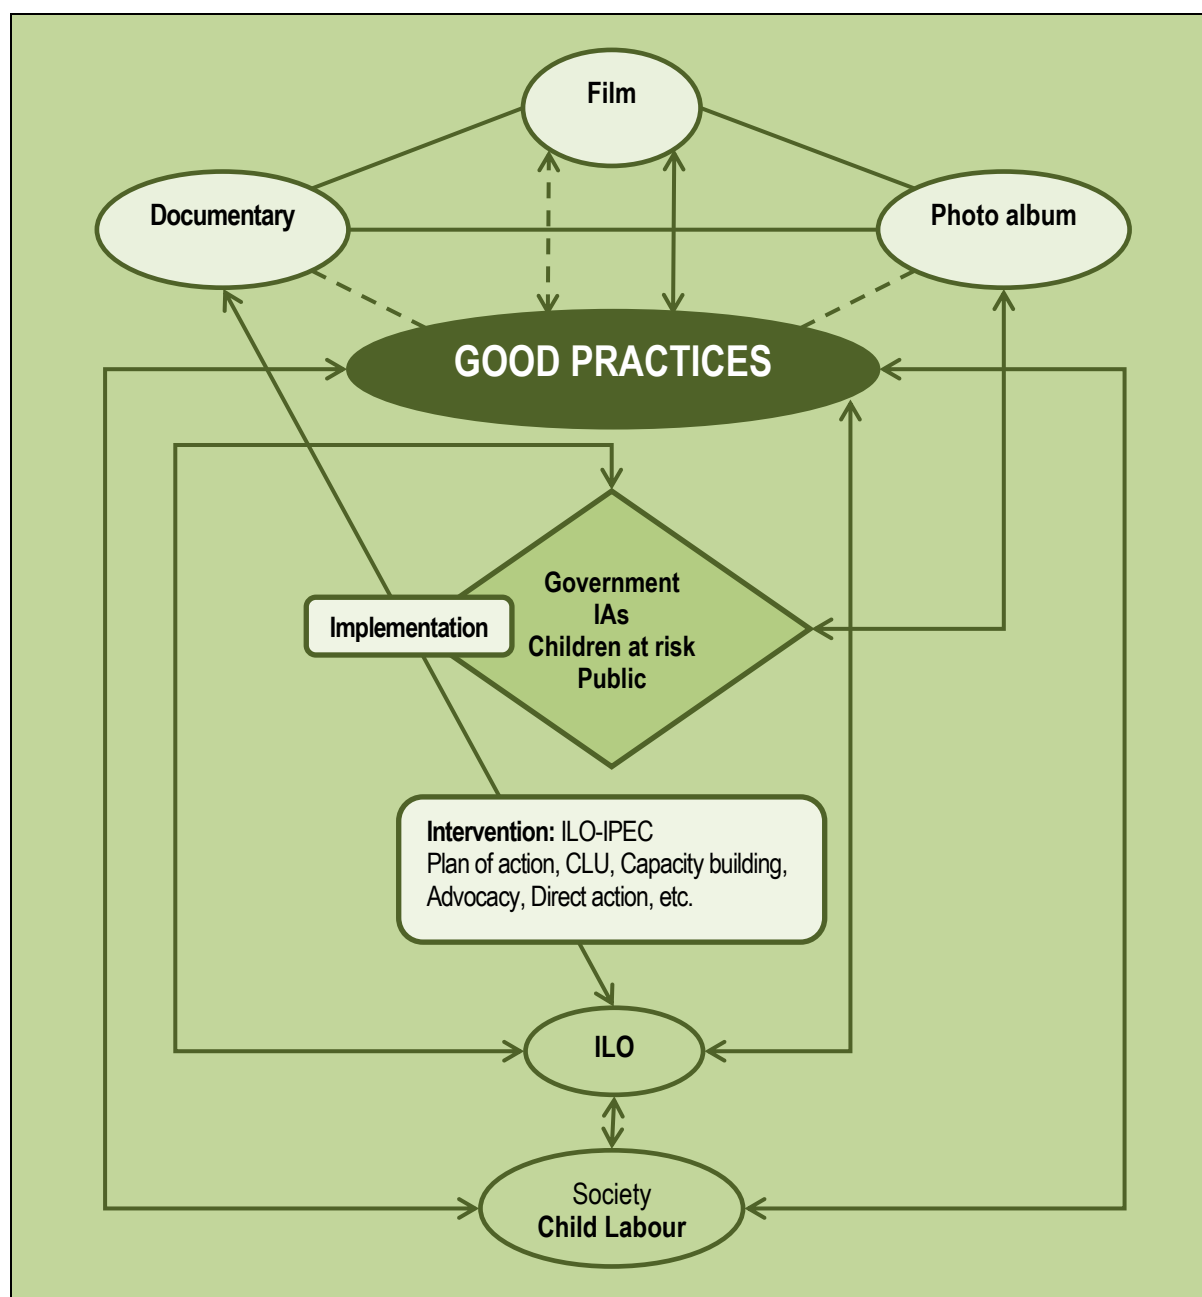 Film
Documentary
Photo album
GOOD PRACTICES
Government
IAs
Children at risk
Public
Implementation
Intervention: ILO-IPEC
Plan of action, CLU, Capacity building,
Advocacy, Direct action, etc.
ILO
Society
Child Labour